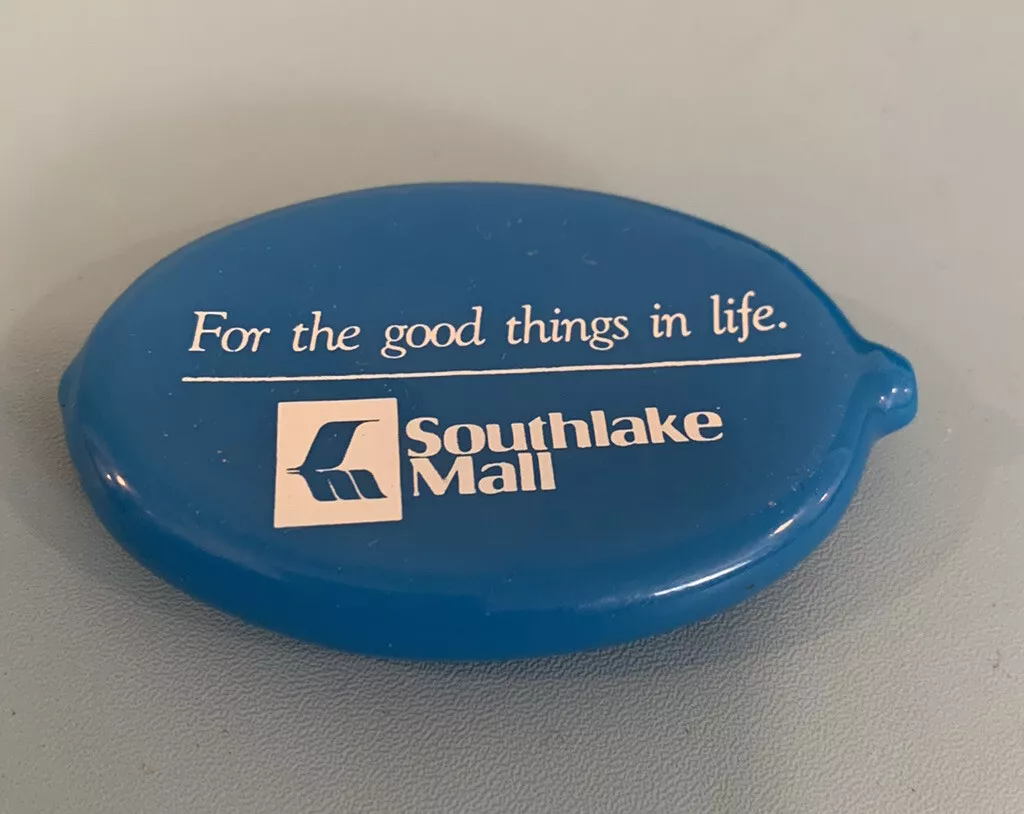 For the good things in life.
Southlake
Mall